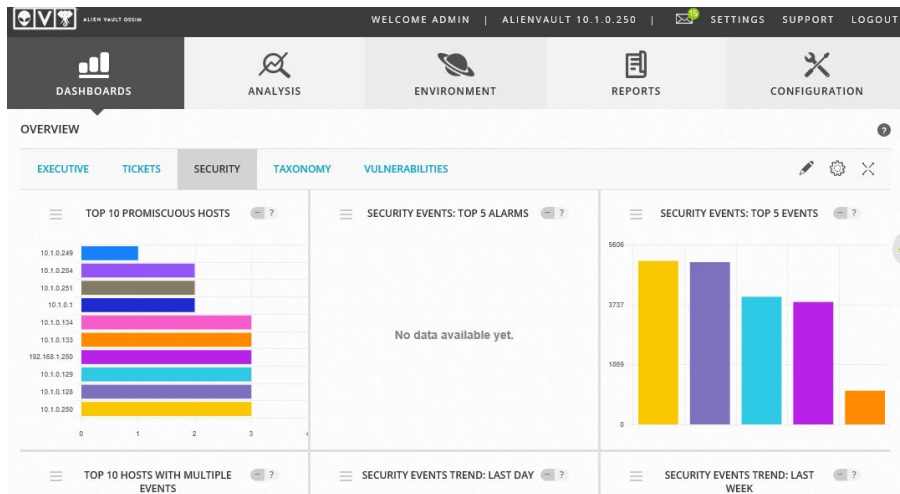 ALIEN VAULT OSSIM
WELCOME ADMIN | ALIENVAULT 10.1.0.250 | 15 SETTINGS SUPPORT LOGOUT
DASHBOARDS
ANALYSIS
ENVIRONMENT
REPORTS
CONFIGURATION
OVERVIEW
?
EXECUTIVE TICKETS SECURITY TAXONOMY VULNERABILITIES
TOP 10 PROMISCUOUS HOSTS
– ?
10.1.0.249
10.1.0.254
10.1.0.251
10.1.0.1
10.1.0.134
10.1.0.133
192.168.1.250
10.1.0.129
10.1.0.128
10.1.0.250
0 1 2 3
SECURITY EVENTS: TOP 5 ALARMS
– ?
No data available yet.
SECURITY EVENTS: TOP 5 EVENTS
– ?
5606
3737
1869
0
TOP 10 HOSTS WITH MULTIPLE
EVENTS
– ?
SECURITY EVENTS TREND: LAST DAY
– ?
SECURITY EVENTS TREND: LAST
WEEK
– ?